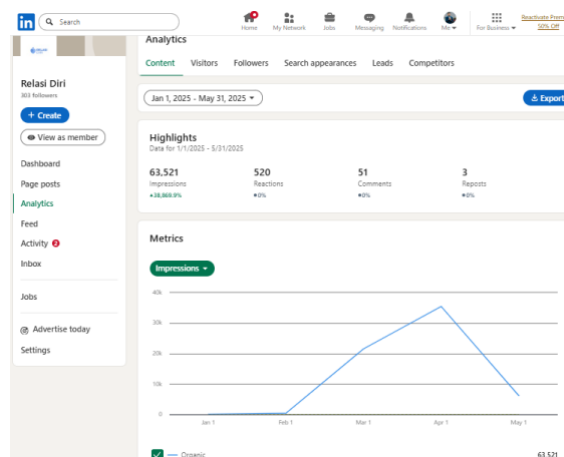 in
Search
Home
My Network
Jobs
Messaging
Notifications
Me
For Business
Reactivate Prem
50% Off
Analytics
Relasi Diri
303 followers
+ Create
View as member
Dashboard
Page posts
Analytics
Feed
Activity 2
Inbox
Jobs
Advertise today
Settings
Content Visitors Followers Search appearances Leads Competitors
Jan 1, 2025 - May 31, 2025
Export
Highlights
Data for 1/1/2025 - 5/31/2025
63,521 520 51 3
Impressions Reactions Comments Reposts
0% 0% 0%
Metrics
Impressions
40k
30k
20k
10k
0
Jan 1 Feb 1 Mar 1 Apr 1 May 1
Organic 63,521